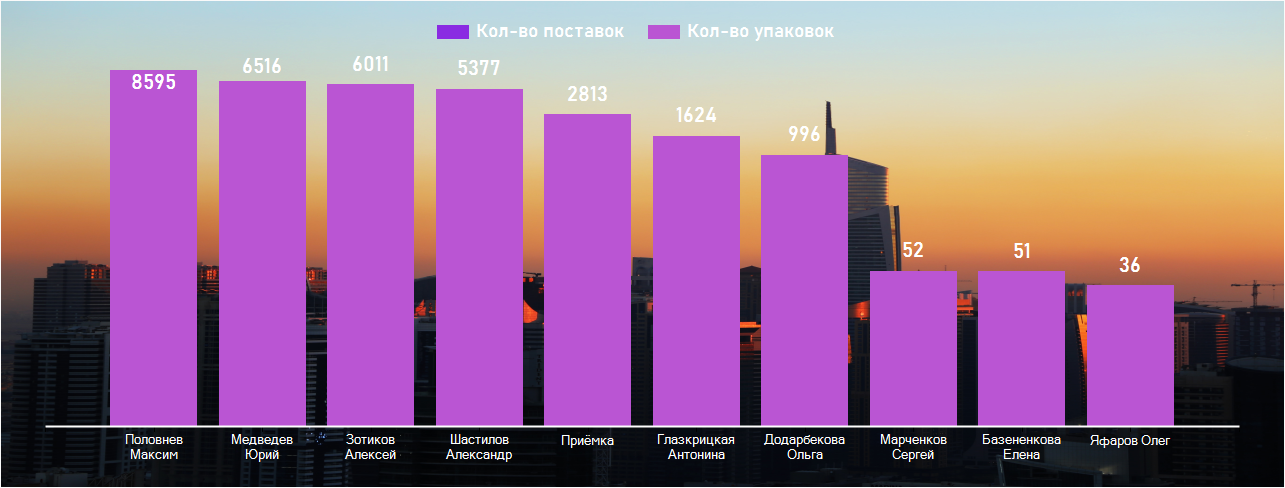 Кол-во поставок Кол-во упаковок
8595
6516
6011
5377
2813
1624
996
52
51
36
Половнев
Максим
Медведев
Юрий
Зотиков
Алексей
Шастилов
Александр
Приёмка
Глазкрицкая
Антонина
Додарбекова
Ольга
Марченков
Сергей
Базененкова
Елена
Яфаров Олег